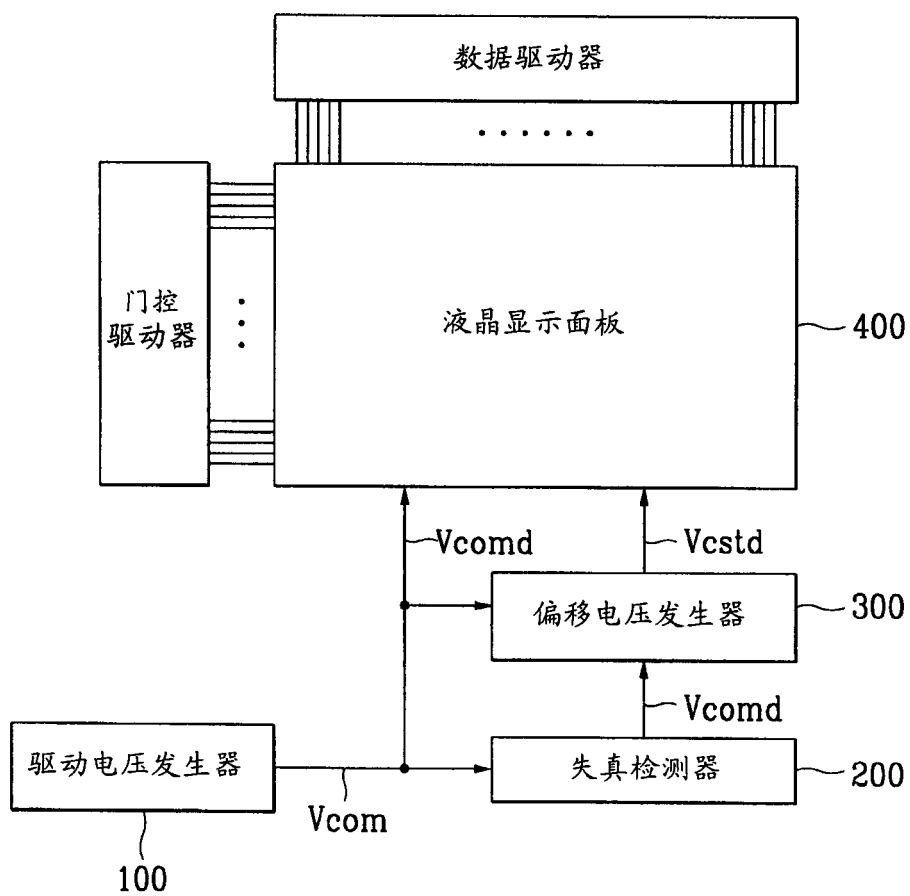 数据驱动器
门控
驱动器
液晶显示面板
400
Vcomd
Vcstd
偏移电压发生器
300
Vcomd
驱动电压发生器
失真检测器
200
Vcom
100